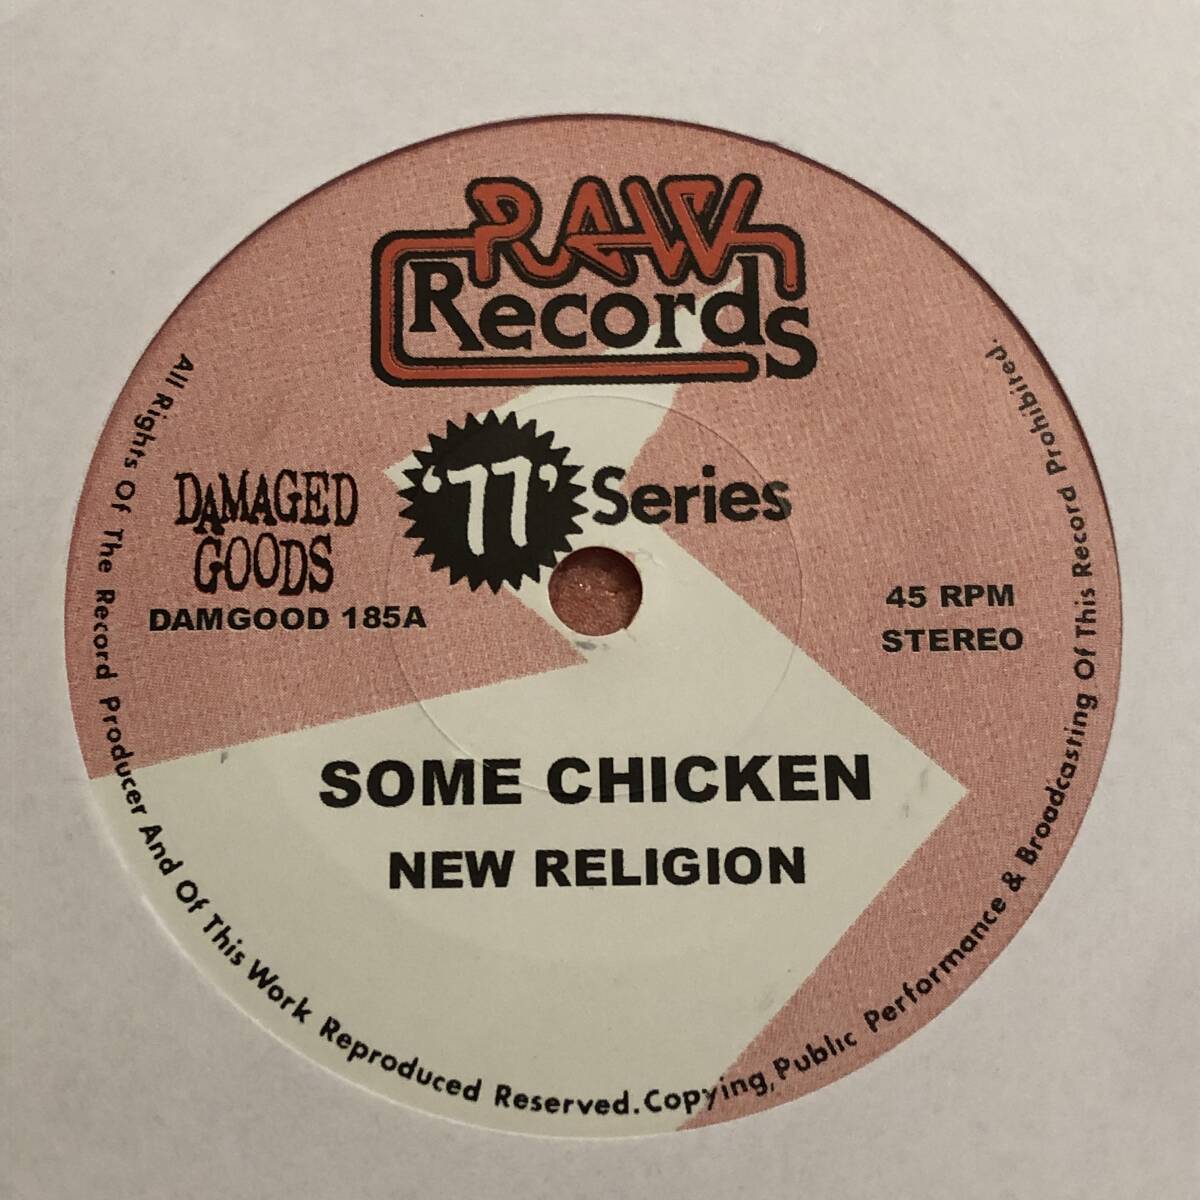 RAW
Records
'77' Series
DAMAGED
GOODS
DAMGOOD 185A
45 RPM
STEREO
SOME CHICKEN
NEW RELIGION
All Rights Of The Record Producer And Of This Work Reproduced Reserved. Copying, Public Performance & Broadcasting Of This Record Prohibited.